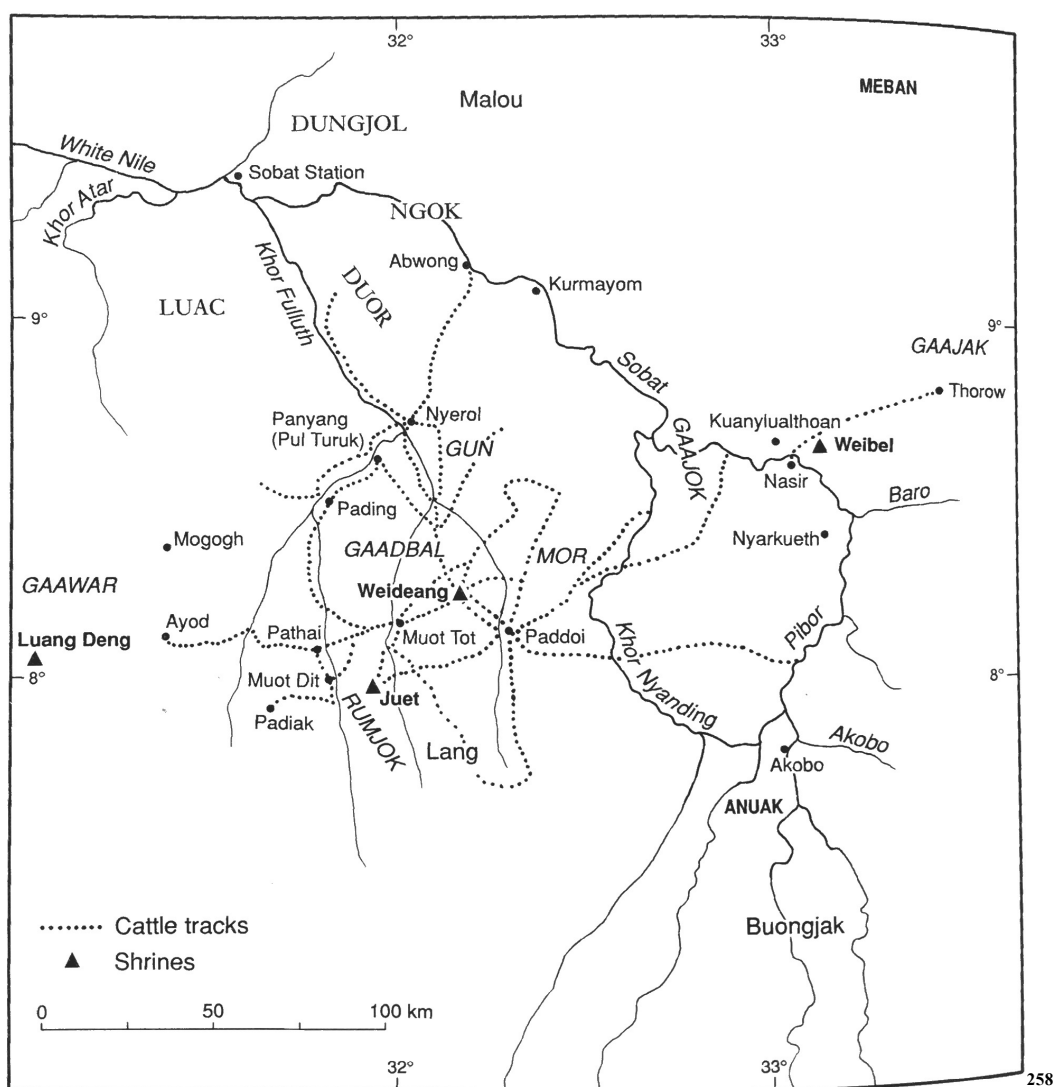 32°
33°
MEBAN
Malou
DUNGJOL
White Nile
Sobat Station
Khor Atar
NGOK
Khor Fulluth
Abwong
DUOR
Kurmayom
LUAC
9°
9°
GAAJAK
Sobat
Thorow
Panyang
(Pul Turuk)
Nyerol
Kuanylualthoan
GUN
GAAJOK
Weibel
Nasir
Pading
Baro
Mogogh
GAADBAL
MOR
Nyarkueth
GAAWAR
Weideang
Ayod
Luang Deng
Pathai
Muot Tot
Paddoi
Khor Nyanding
Pibor
8°
8°
Muot Dit
Juet
Padiak
RUMJOK
Lang
Akobo
Akobo
ANUAK
Buongjak
Cattle tracks
Shrines
0 50 100 km
32°
33°
258